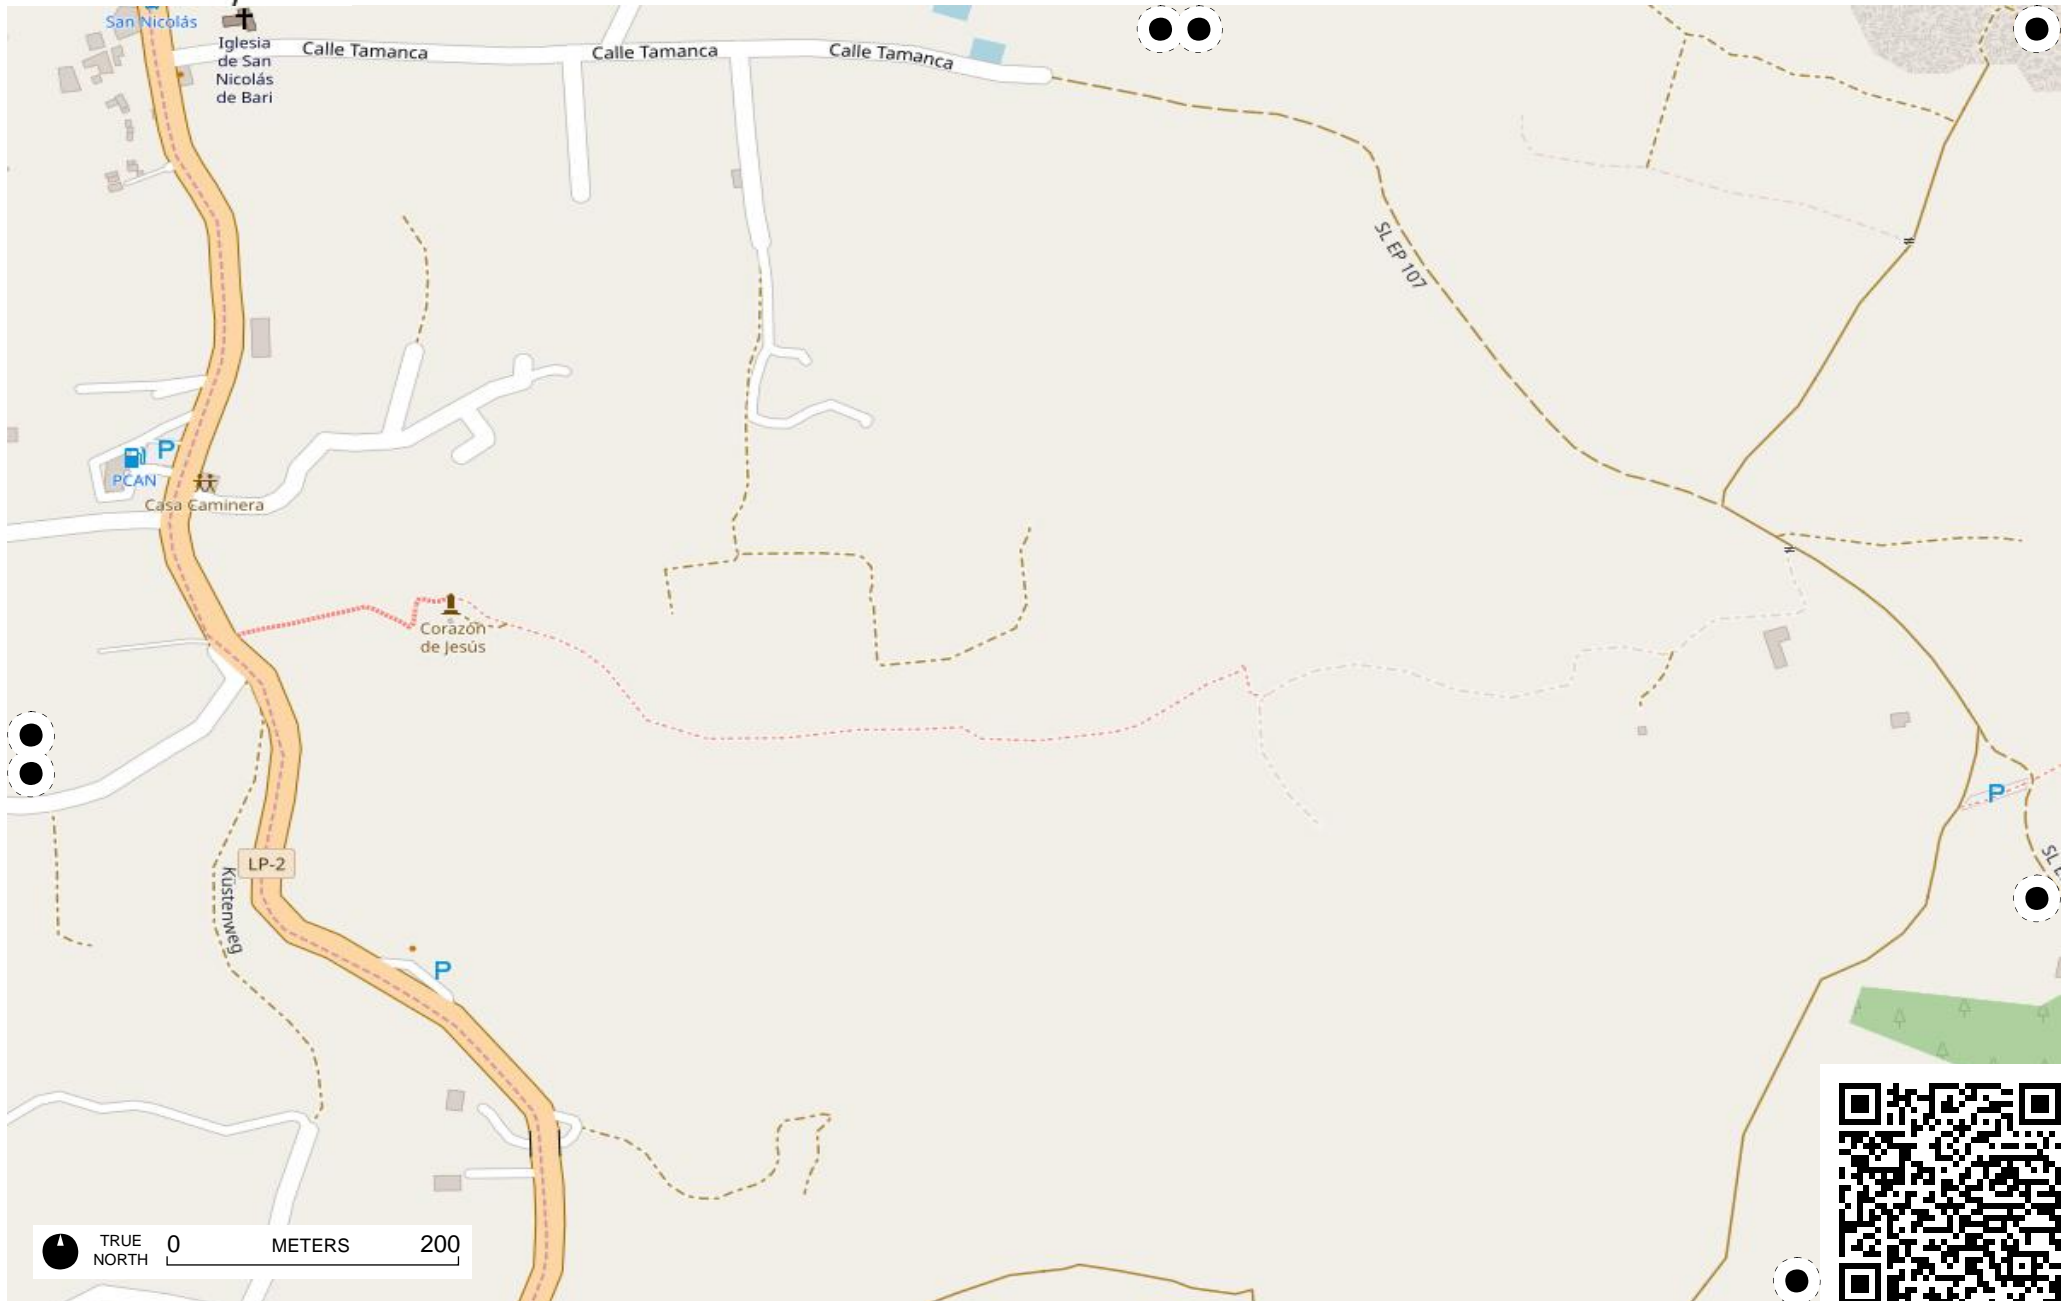 San Nicolás
Iglesia
de San
Nicolás
de Bari
Calle Tamanca
Calle Tamanca
Calle Tamanca
SL EP 107
P
PCAN
Casa Caminera
Corazón
de Jesús
P
LP-2
Küstenweg
P
TRUE
NORTH
0
METERS
200